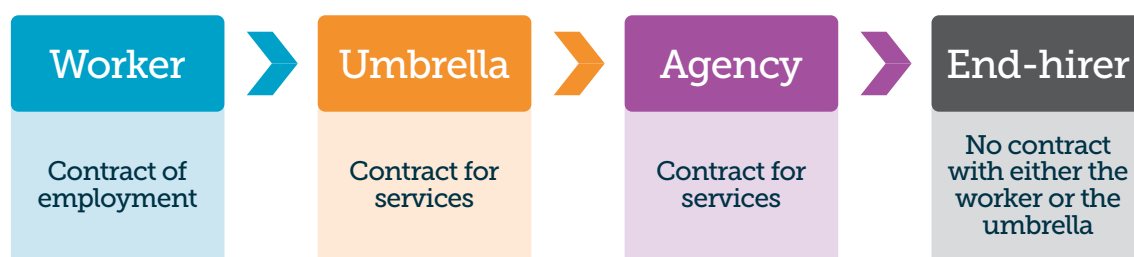 Worker
Umbrella
Agency
End-hirer
Contract of
employment
Contract for
services
Contract for
services
No contract
with either the
worker or the
umbrella